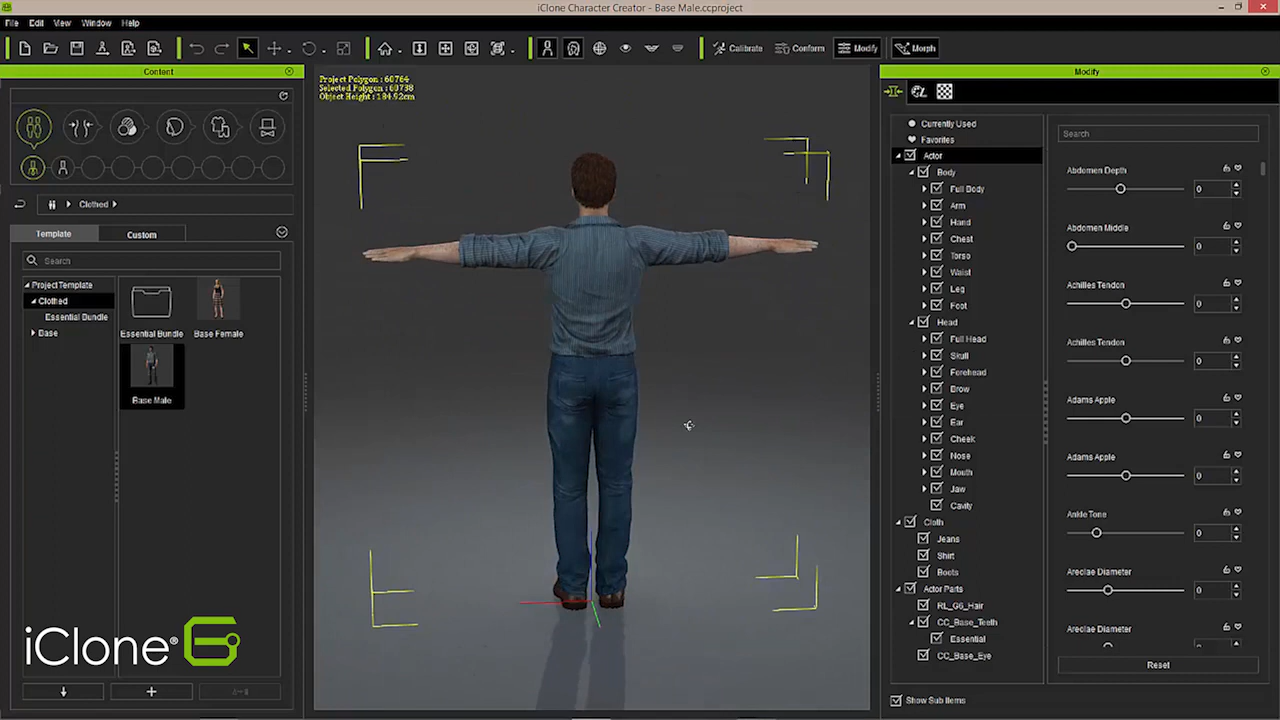 iClone Character Creator - Base Male.ccproject
File Edit View Window Help
Calibrate Conform Modify Morph
Content
Clothed
Template Custom
Search
Project Template
Clothed
Essential Bundle
Base
Essential Bundle
Base Female
Base Male
iClone® 6
Project Polygon : 60764
Selected Polygon : 60738
Object Height : 184.92cm
Modify
Currently Used
Favorites
Actor
Body
Full Body
Arm
Hand
Chest
Torso
Waist
Leg
Foot
Head
Full Head
Skull
Forehead
Brow
Eye
Ear
Cheek
Nose
Mouth
Jaw
Cavity
Cloth
Jeans
Shirt
Boots
Actor Parts
RL_G6_Hair
CC_Base_Teeth
Essential
CC_Base_Eye
Show Sub Items
Search
Abdomen Depth
0
Abdomen Middle
0
Achilles Tendon
0
Achilles Tendon
0
Adams Apple
0
Adams Apple
0
Ankle Tone
0
Areolae Diameter
0
Areolae Diameter
Reset